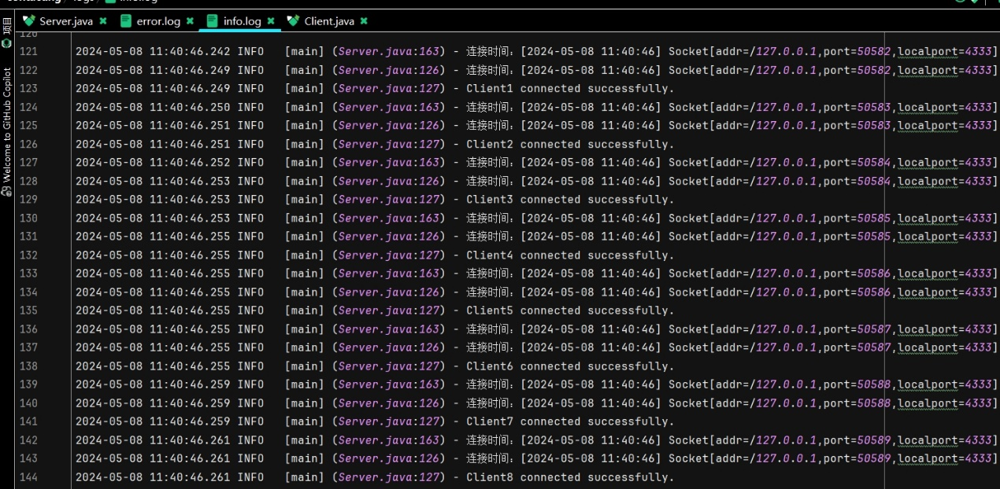 Server.java error.log info.log Client.java
项目
Welcome to GitHub Copilot
121 2024-05-08 11:40:46.242 INFO [main] (Server.java:163) - 连接时间：[2024-05-08 11:40:46] Socket[addr=/127.0.0.1,port=50582,localport=4333]
122 2024-05-08 11:40:46.249 INFO [main] (Server.java:126) - 连接时间：[2024-05-08 11:40:46] Socket[addr=/127.0.0.1,port=50582,localport=4333]
123 2024-05-08 11:40:46.249 INFO [main] (Server.java:127) - Client1 connected successfully.
124 2024-05-08 11:40:46.250 INFO [main] (Server.java:163) - 连接时间：[2024-05-08 11:40:46] Socket[addr=/127.0.0.1,port=50583,localport=4333]
125 2024-05-08 11:40:46.251 INFO [main] (Server.java:126) - 连接时间：[2024-05-08 11:40:46] Socket[addr=/127.0.0.1,port=50583,localport=4333]
126 2024-05-08 11:40:46.251 INFO [main] (Server.java:127) - Client2 connected successfully.
127 2024-05-08 11:40:46.252 INFO [main] (Server.java:163) - 连接时间：[2024-05-08 11:40:46] Socket[addr=/127.0.0.1,port=50584,localport=4333]
128 2024-05-08 11:40:46.253 INFO [main] (Server.java:126) - 连接时间：[2024-05-08 11:40:46] Socket[addr=/127.0.0.1,port=50584,localport=4333]
129 2024-05-08 11:40:46.253 INFO [main] (Server.java:127) - Client3 connected successfully.
130 2024-05-08 11:40:46.253 INFO [main] (Server.java:163) - 连接时间：[2024-05-08 11:40:46] Socket[addr=/127.0.0.1,port=50585,localport=4333]
131 2024-05-08 11:40:46.255 INFO [main] (Server.java:126) - 连接时间：[2024-05-08 11:40:46] Socket[addr=/127.0.0.1,port=50585,localport=4333]
132 2024-05-08 11:40:46.255 INFO [main] (Server.java:127) - Client4 connected successfully.
133 2024-05-08 11:40:46.255 INFO [main] (Server.java:163) - 连接时间：[2024-05-08 11:40:46] Socket[addr=/127.0.0.1,port=50586,localport=4333]
134 2024-05-08 11:40:46.255 INFO [main] (Server.java:126) - 连接时间：[2024-05-08 11:40:46] Socket[addr=/127.0.0.1,port=50586,localport=4333]
135 2024-05-08 11:40:46.255 INFO [main] (Server.java:127) - Client5 connected successfully.
136 2024-05-08 11:40:46.255 INFO [main] (Server.java:163) - 连接时间：[2024-05-08 11:40:46] Socket[addr=/127.0.0.1,port=50587,localport=4333]
137 2024-05-08 11:40:46.255 INFO [main] (Server.java:126) - 连接时间：[2024-05-08 11:40:46] Socket[addr=/127.0.0.1,port=50587,localport=4333]
138 2024-05-08 11:40:46.255 INFO [main] (Server.java:127) - Client6 connected successfully.
139 2024-05-08 11:40:46.259 INFO [main] (Server.java:163) - 连接时间：[2024-05-08 11:40:46] Socket[addr=/127.0.0.1,port=50588,localport=4333]
140 2024-05-08 11:40:46.259 INFO [main] (Server.java:126) - 连接时间：[2024-05-08 11:40:46] Socket[addr=/127.0.0.1,port=50588,localport=4333]
141 2024-05-08 11:40:46.259 INFO [main] (Server.java:127) - Client7 connected successfully.
142 2024-05-08 11:40:46.261 INFO [main] (Server.java:163) - 连接时间：[2024-05-08 11:40:46] Socket[addr=/127.0.0.1,port=50589,localport=4333]
143 2024-05-08 11:40:46.261 INFO [main] (Server.java:126) - 连接时间：[2024-05-08 11:40:46] Socket[addr=/127.0.0.1,port=50589,localport=4333]
144 2024-05-08 11:40:46.261 INFO [main] (Server.java:127) - Client8 connected successfully.